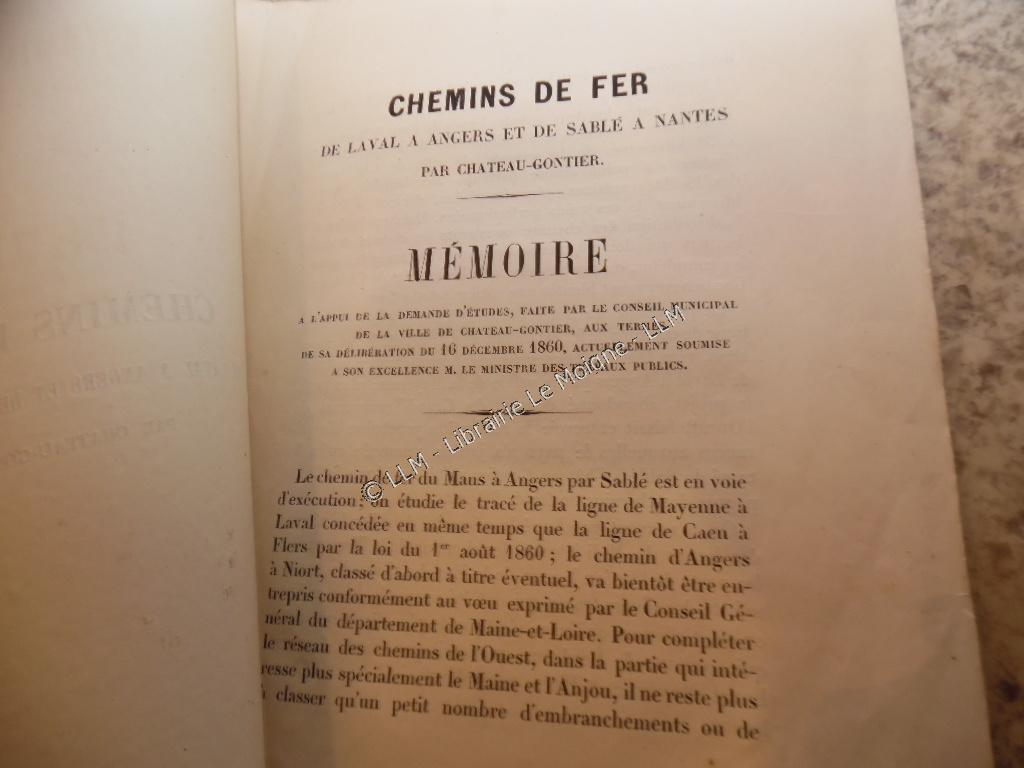 CHEMINS DE FER
DE LAVAL A ANGERS ET DE SABLÉ A NANTES
PAR CHATEAU-GONTIER.
MÉMOIRE
A L'APPUI DE LA DEMANDE D'ÉTUDES, FAITE PAR LE CONSEIL MUNICIPAL
DE LA VILLE DE CHATEAU-GONTIER, AUX TERMES
DE SA DÉLIBÉRATION DU 16 DÉCEMBRE 1860, ACTUELLEMENT SOUMISE
A SON EXCELLENCE M. LE MINISTRE DES TRAVAUX PUBLICS.
© LLM - Librairie Le Moigne - LLM
Le chemin de fer du Mans à Angers par Sablé est en voie
d'exécution; on étudie le tracé de la ligne de Mayenne à
Laval concédée en même temps que la ligne de Caen à
Flers par la loi du 1er août 1860; le chemin d'Angers
à Niort, classé d'abord à titre éventuel, va bientôt être en-
trepris conformément au vœu exprimé par le Conseil Gé-
néral du département de Maine-et-Loire. Pour compléter
le réseau des chemins de l'Ouest, dans la partie qui inté-
resse plus spécialement le Maine et l'Anjou, il ne reste plus
à classer qu'un petit nombre d'embranchements ou de